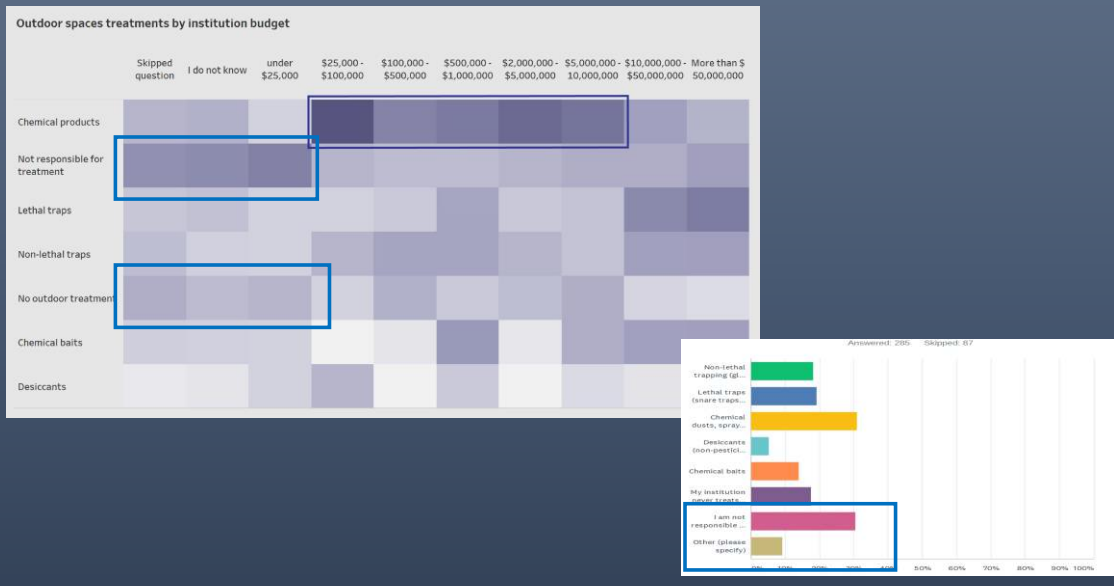 Outdoor spaces treatments by institution budget
Skipped question
I do not know
under $25,000
$25,000 - $100,000
$100,000 - $500,000
$500,000 - $1,000,000
$2,000,000 - $5,000,000
$5,000,000 - 10,000,000
$10,000,000 - $50,000,000
More than $ 50,000,000
Chemical products
Not responsible for
treatment
Lethal traps
Non-lethal traps
No outdoor treatment
Chemical baits
Desiccants
Answered: 285 Skipped: 87
Non-lethal
trapping (gl...
Lethal traps
(snare traps...
Chemical
dusts, spray...
Desiccants
(non-pestici...
Chemical baits
My institution
never treats...
I am not
responsible ...
Other (please
specify)
0% 10% 20% 30% 40% 50% 60% 70% 80% 90% 100%